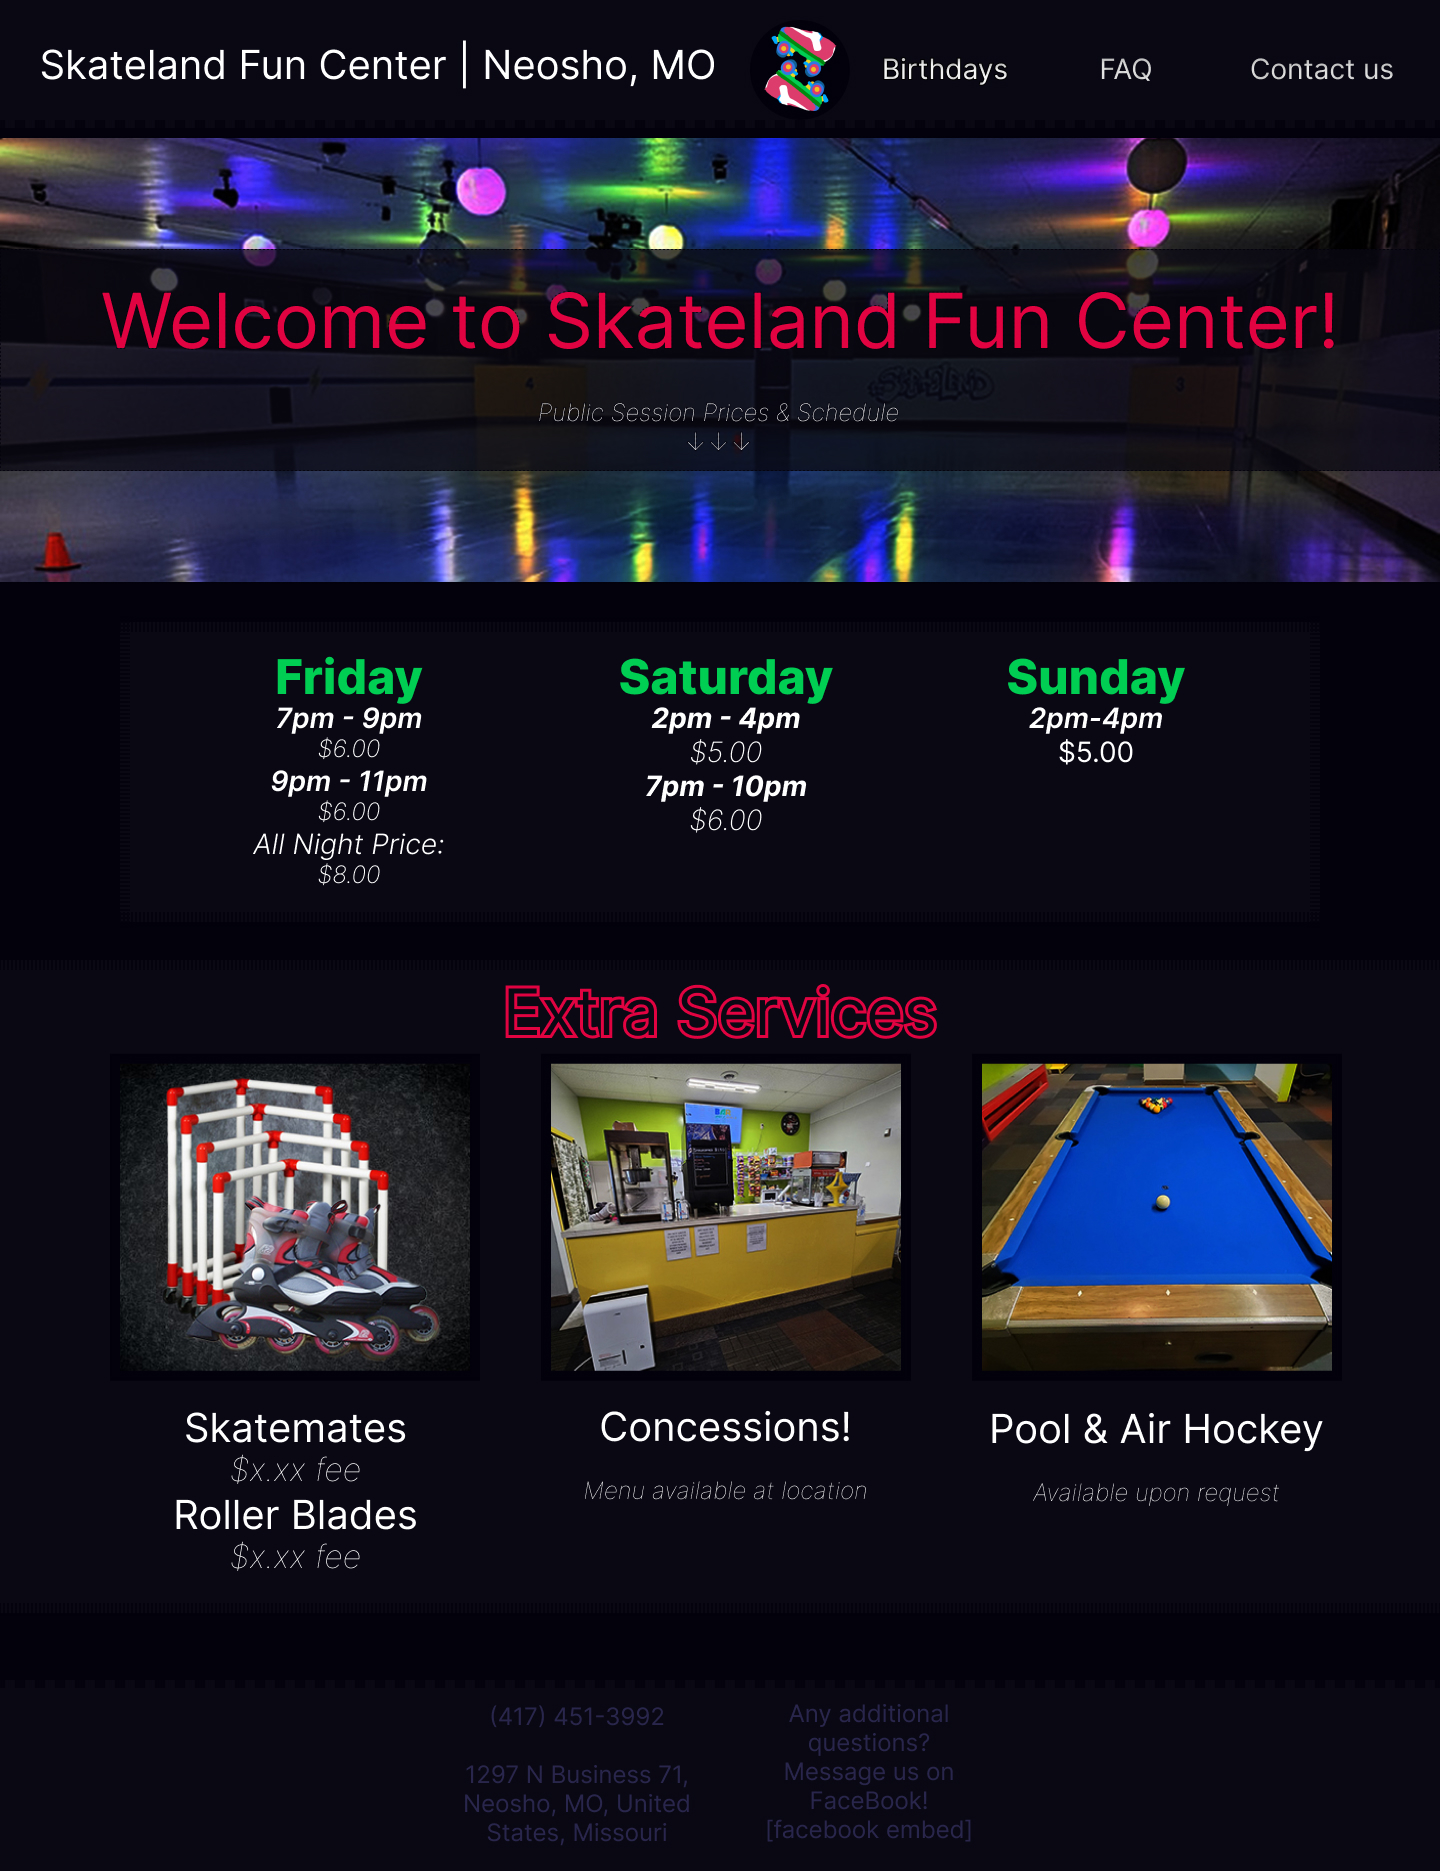 Skateland Fun Center | Neosho, MO
Birthdays
FAQ
Contact us
Welcome to Skateland Fun Center!
4
3
Public Session Prices & Schedule
↓↓↓
Friday
7pm - 9pm
$6.00
9pm - 11pm
$6.00
All Night Price:
$8.00
Saturday
2pm - 4pm
$5.00
7pm - 10pm
$6.00
Sunday
2pm-4pm
$5.00
Extra Services
Skatemates
$x.xx fee
Roller Blades
$x.xx fee
Concessions!
Menu available at location
Pool & Air Hockey
Available upon request
(417) 451-3992
1297 N Business 71,
Neosho, MO, United
States, Missouri
Any additional
questions?
Message us on
FaceBook!
[facebook embed]